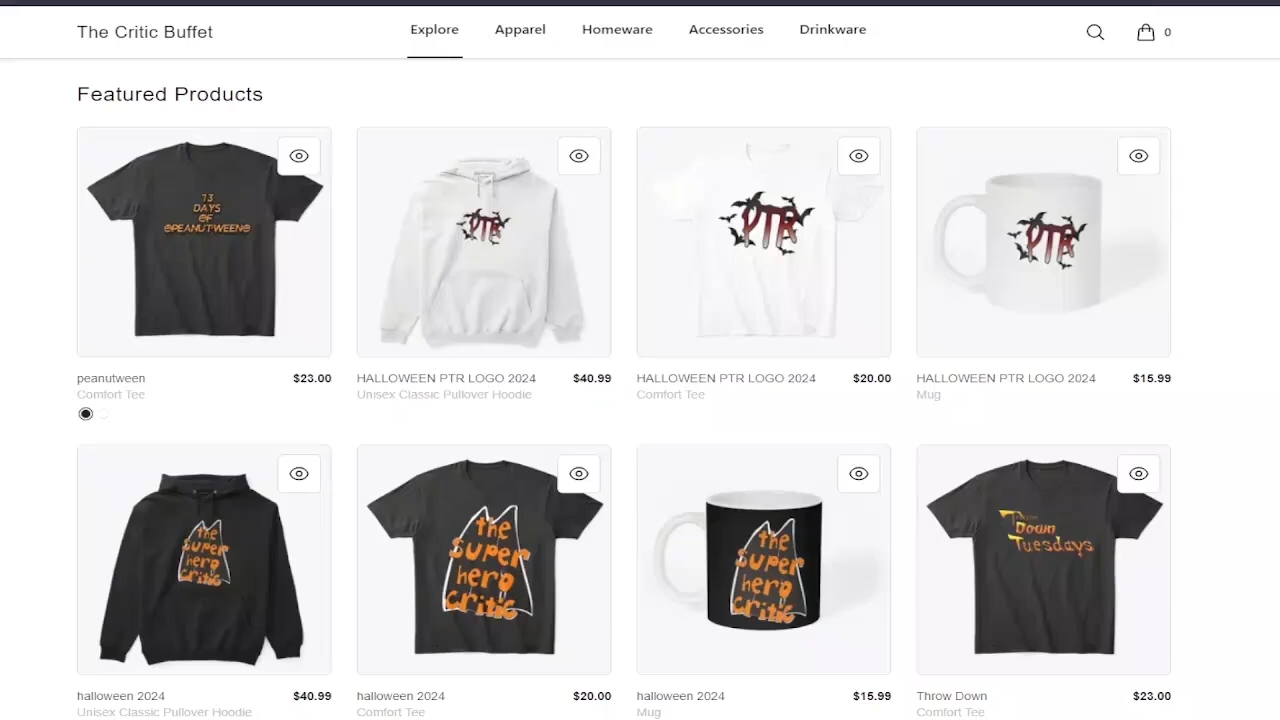 The Critic Buffet
Explore
Apparel
Homeware
Accessories
Drinkware
0
Featured Products
13
DAYS
OF
@PEANUTWEEN@
PTR
PTR
PTR
peanutween
$23.00
Comfort Tee
HALLOWEEN PTR LOGO 2024
$40.99
Unisex Classic Pullover Hoodie
HALLOWEEN PTR LOGO 2024
$20.00
Comfort Tee
HALLOWEEN PTR LOGO 2024
$15.99
Mug
the
super
hero
critic
the
super
hero
critic
the
super
hero
critic
Down
Tuesdays
halloween 2024
$40.99
Unisex Classic Pullover Hoodie
halloween 2024
$20.00
Comfort Tee
halloween 2024
$15.99
Mug
Throw Down
$23.00
Comfort Tee